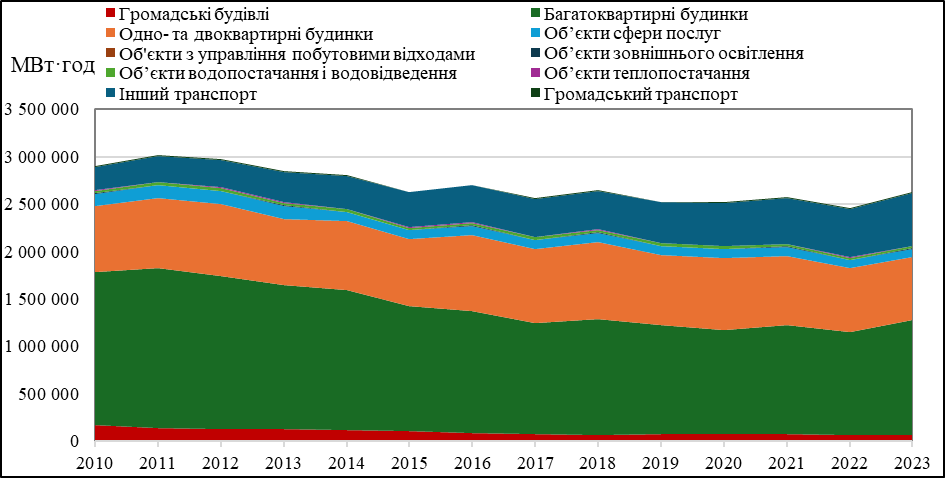 Громадські будівлі
Багатоквартирні будинки
Одно- та двоквартирні будинки
Об’єкти сфери послуг
Об'єкти з управління побутовими відходами
Об’єкти зовнішнього освітлення
МВт·год
Об’єкти водопостачання і водовідведення
Об’єкти теплопостачання
Інший транспорт
Громадський транспорт
3 500 000
3 000 000
2 500 000
2 000 000
1 500 000
1 000 000
500 000
0
2010 2011 2012 2013 2014 2015 2016 2017 2018 2019 2020 2021 2022 2023